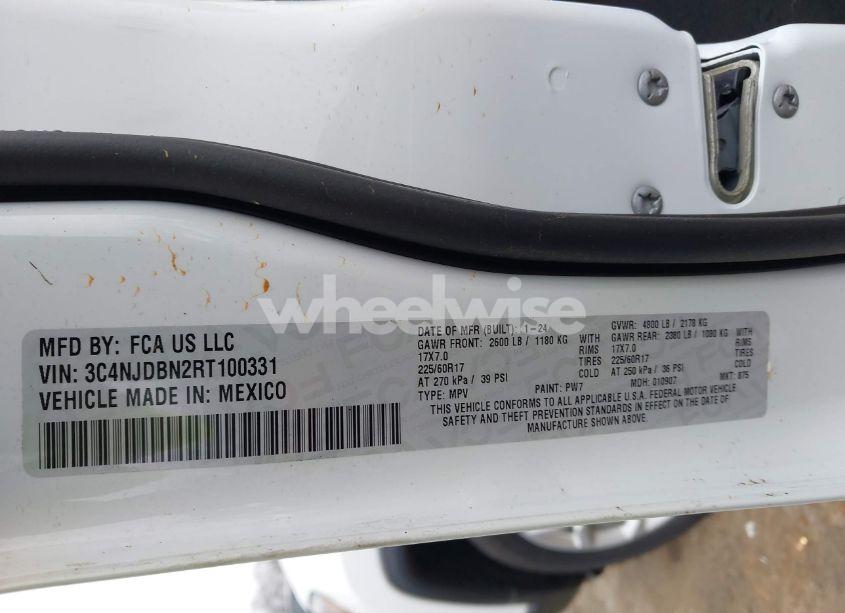 wheelwise
MFD BY: FCA US LLC
VIN: 3C4NJDBN2RT100331
VEHICLE MADE IN: MEXICO
DATE OF MFR (BUILT): 1-24 GVWR: 4800 LB / 2178 KG
GAWR FRONT: 2600 LB / 1180 KG WITH GAWR REAR: 2380 LB / 1080 KG WITH
17X7.0 RIMS 17X7.0 RIMS
225/60R17 TIRES 225/60R17 TIRES
AT 270 kPa / 39 PSI AT 250 kPa / 36 PSI
TYPE: MPV PAINT: PW7 MDH: 010907 MKT: 875
THIS VEHICLE CONFORMS TO ALL APPLICABLE U.S.A. FEDERAL MOTOR VEHICLE
SAFETY AND THEFT PREVENTION STANDARDS IN EFFECT ON THE DATE OF
MANUFACTURE SHOWN ABOVE.